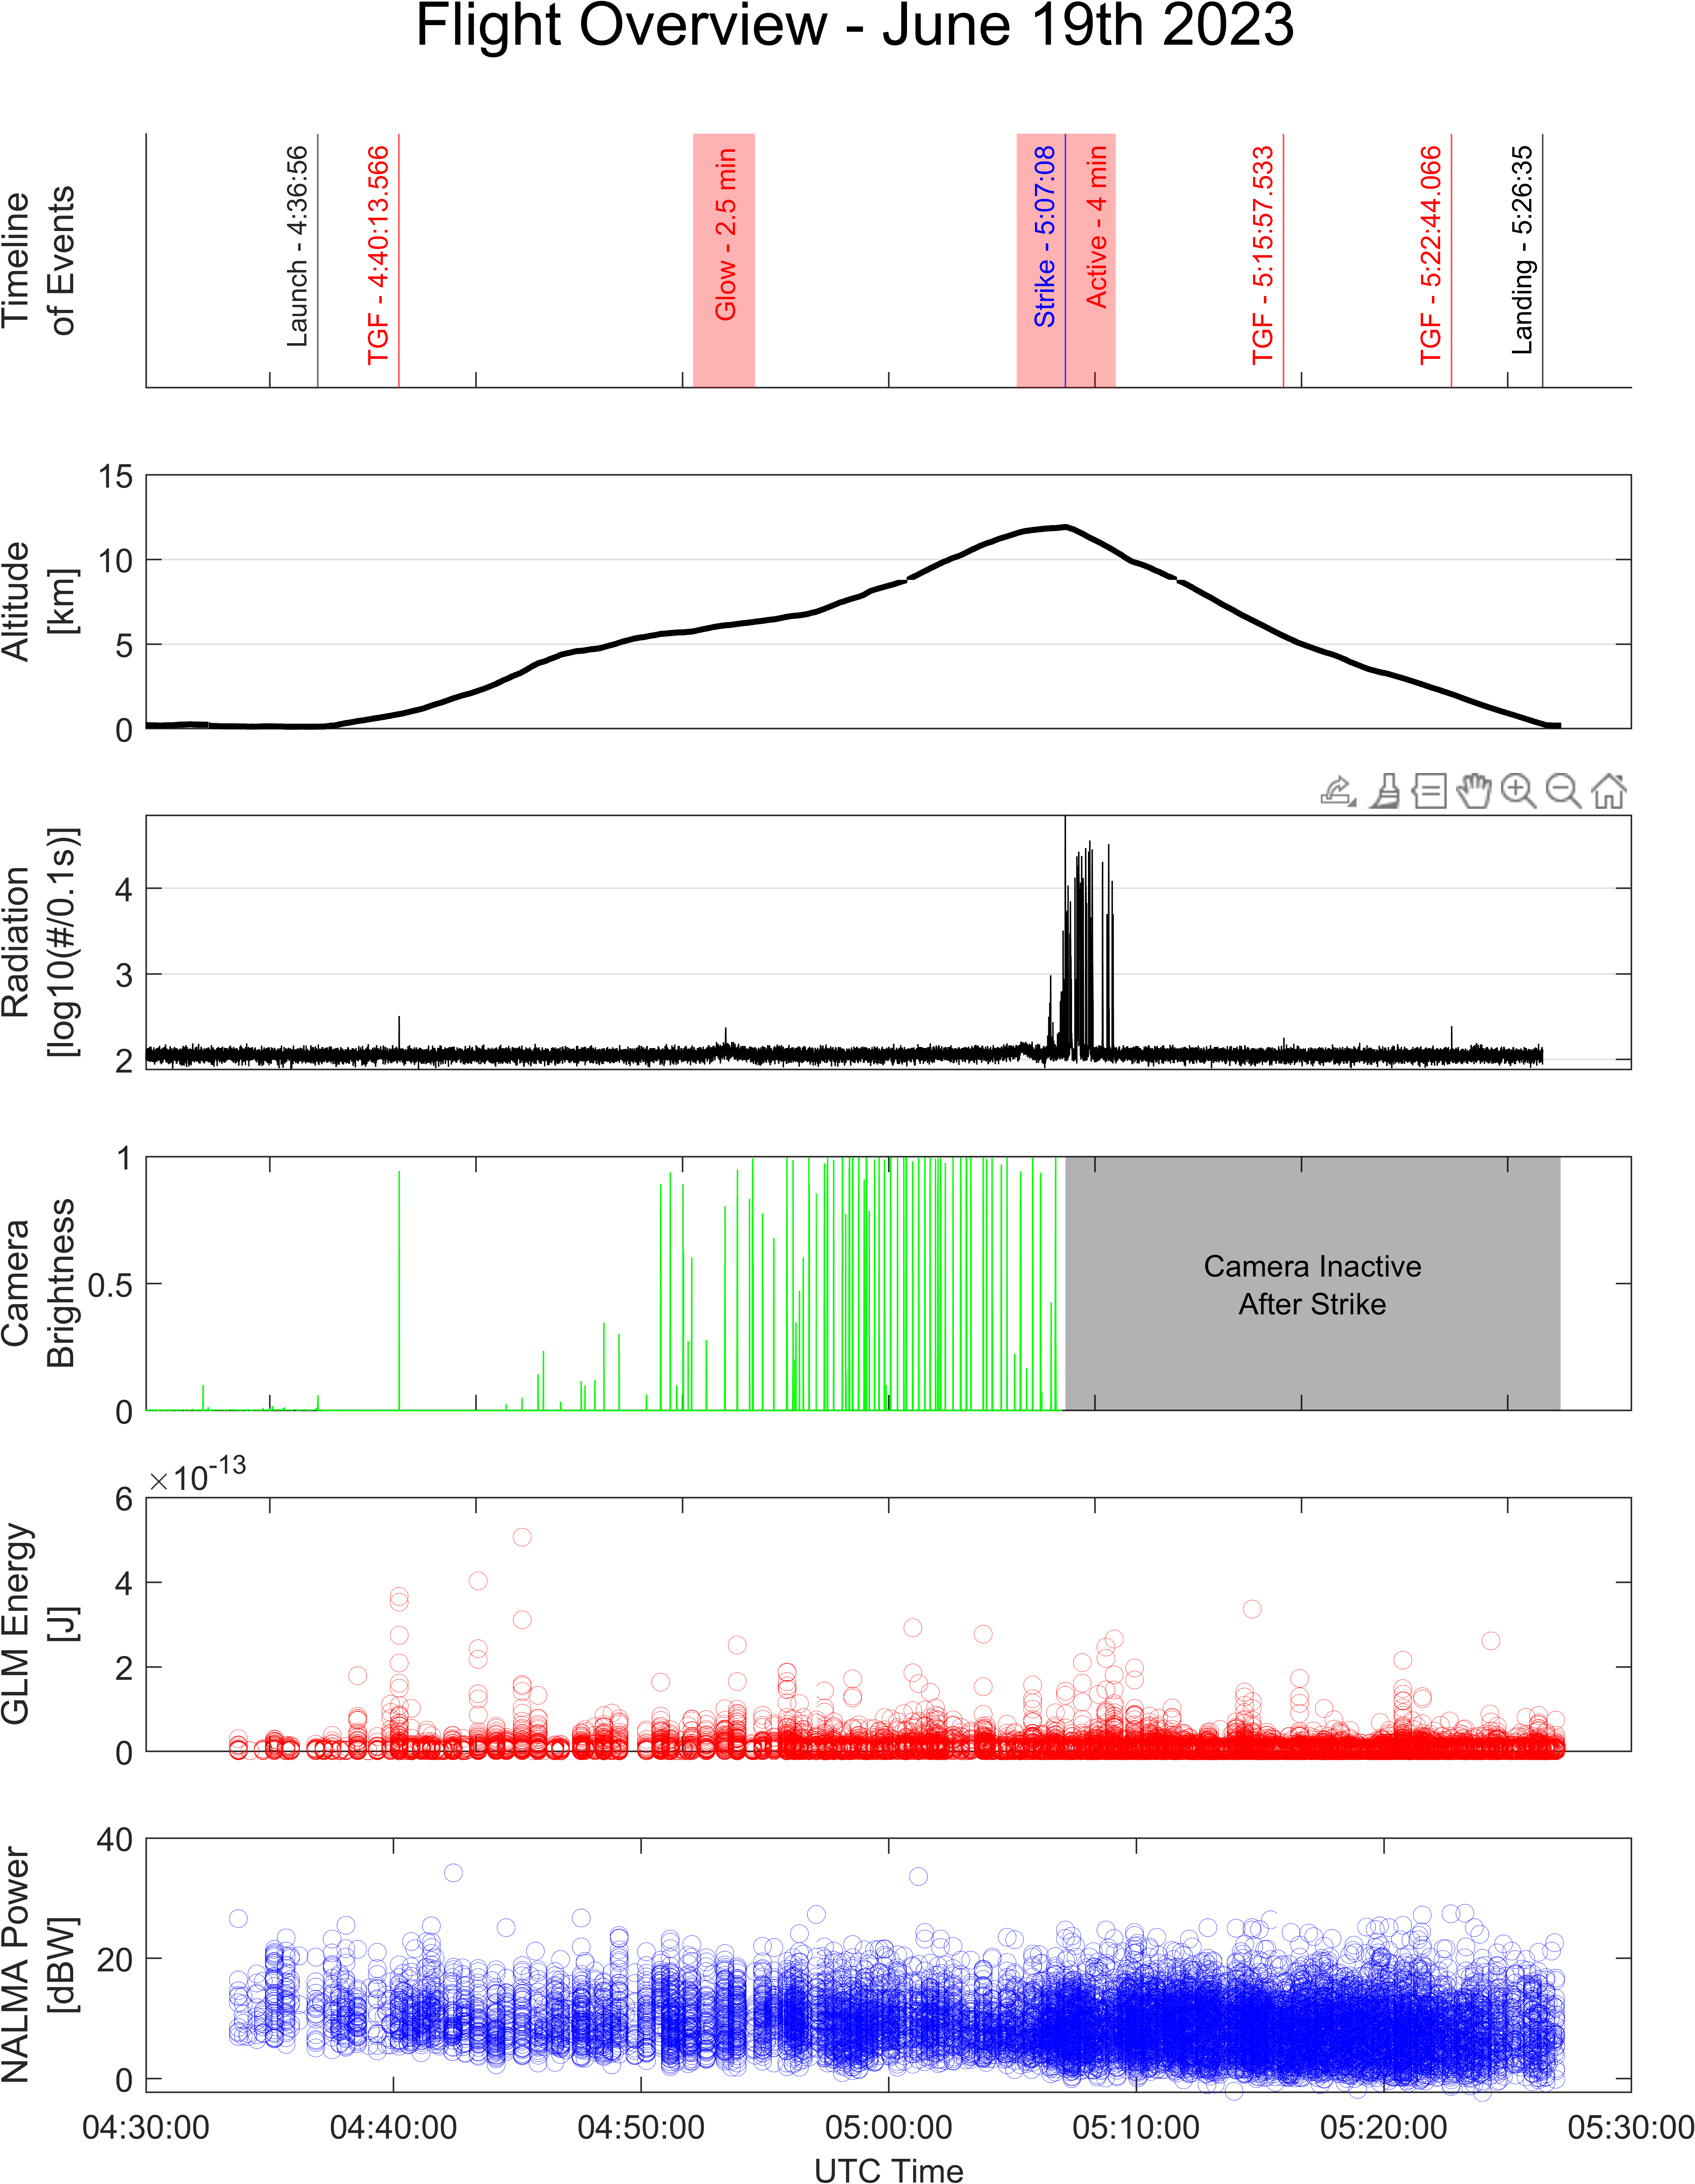 Flight Overview - June 19th 2023
Timeline
of Events
Launch - 4:36:56
TGF - 4:40:13.566
Glow - 2.5 min
Strike - 5:07:08
Active - 4 min
TGF - 5:15:57.533
TGF - 5:22:44.066
Landing - 5:26:35
Altitude
[km]
15
10
5
0
Radiation
[log10(#/0.1s)]
4
3
2
Camera
Brightness
1
0.5
0
Camera Inactive
After Strike
GLM Energy
[J]
×10-13
6
4
2
0
NALMA Power
[dBW]
40
20
0
04:30:00 04:40:00 04:50:00 05:00:00 05:10:00 05:20:00 05:30:00
UTC Time